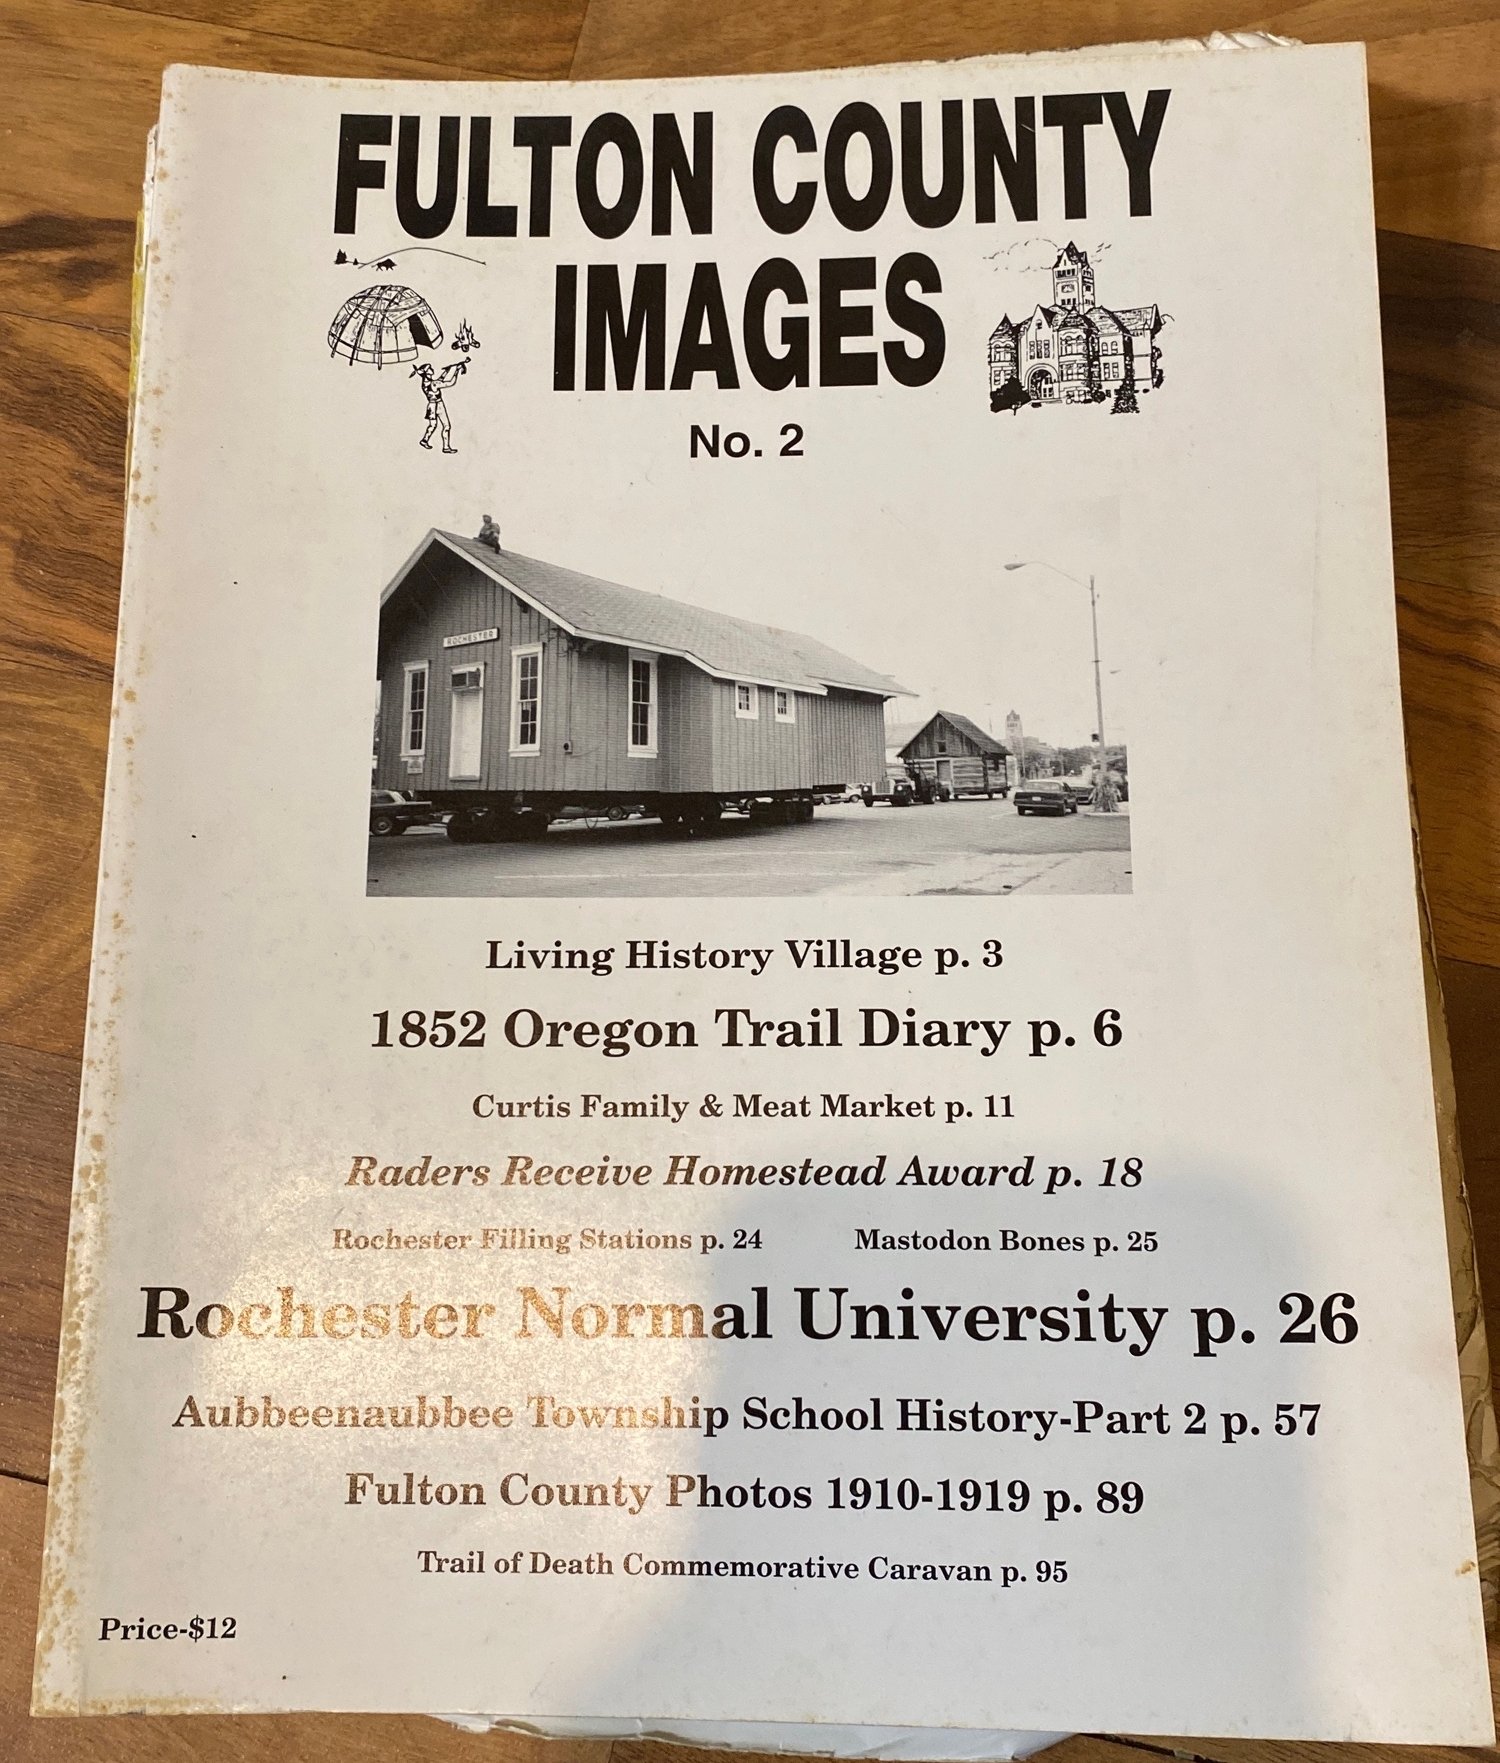 FULTON COUNTY
IMAGES
No. 2
ROCHESTER
Living History Village p. 3
1852 Oregon Trail Diary p. 6
Curtis Family & Meat Market p. 11
Raders Receive Homestead Award p. 18
Rochester Filling Stations p. 24 Mastodon Bones p. 25
Rochester Normal University p. 26
Aubbeenaubbee Township School History-Part 2 p. 57
Fulton County Photos 1910-1919 p. 89
Trail of Death Commemorative Caravan p. 95
Price-$12